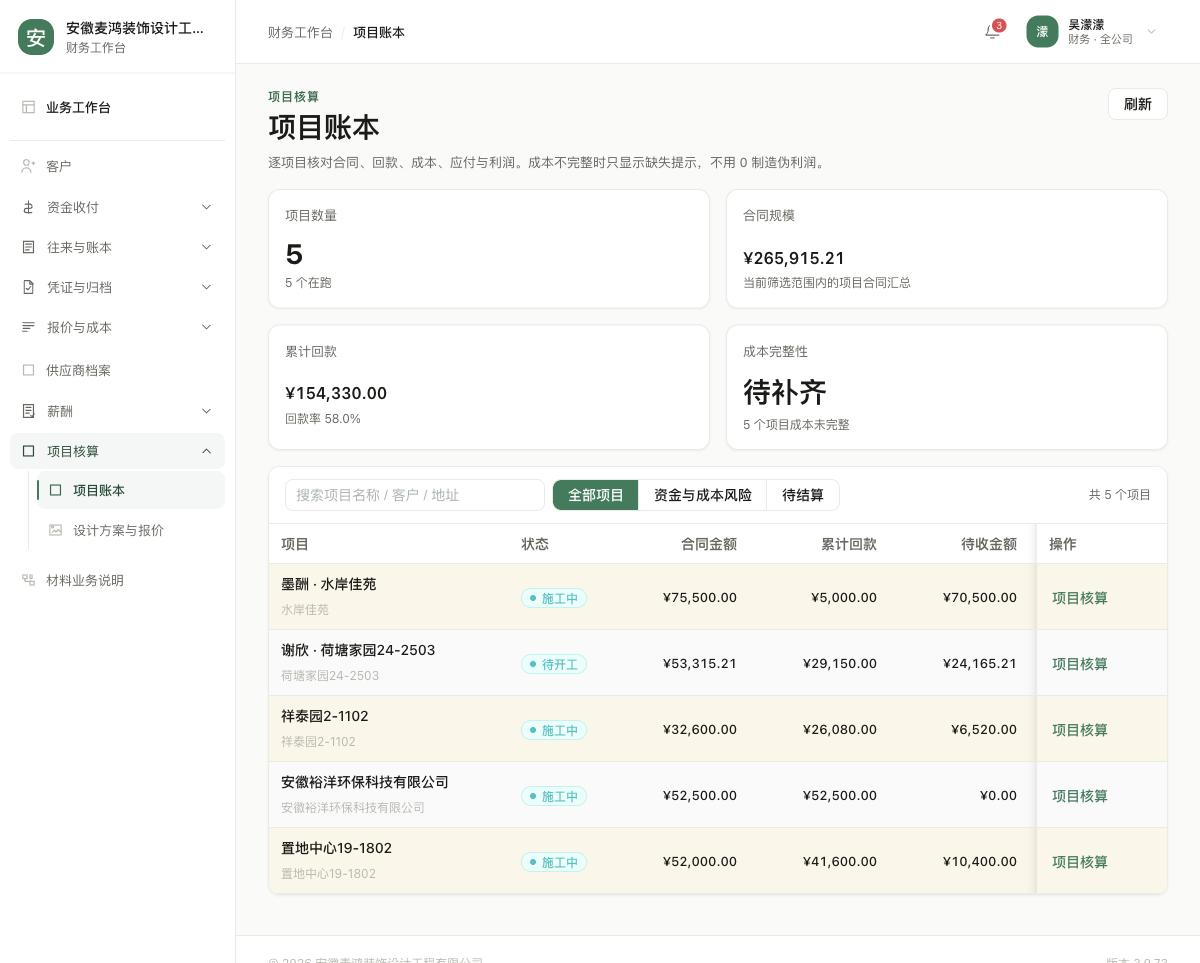 安
安徽麦鸿装饰设计工...
财务工作台
业务工作台
客户
资金收付
往来与账本
凭证与归档
报价与成本
供应商档案
薪酬
项目核算
项目账本
设计方案与报价
材料业务说明
财务工作台 / 项目账本
3
濛
吴濛濛
财务 · 全公司
项目核算
项目账本
逐项目核对合同、回款、成本、应付与利润。成本不完整时只显示缺失提示，不用 0 制造伪利润。
刷新
项目数量
5
5 个在跑
合同规模
¥265,915.21
当前筛选范围内的项目合同汇总
累计回款
¥154,330.00
回款率 58.0%
成本完整性
待补齐
5 个项目成本未完整
搜索项目名称 / 客户 / 地址
全部项目 资金与成本风险 待结算
共 5 个项目
项目 状态 合同金额 累计回款 待收金额 操作
墨酬 · 水岸佳苑
水岸佳苑
施工中 ¥75,500.00 ¥5,000.00 ¥70,500.00 项目核算
谢欣 · 荷塘家园24-2503
荷塘家园24-2503
待开工 ¥53,315.21 ¥29,150.00 ¥24,165.21 项目核算
祥泰园2-1102
祥泰园2-1102
施工中 ¥32,600.00 ¥26,080.00 ¥6,520.00 项目核算
安徽裕洋环保科技有限公司
安徽裕洋环保科技有限公司
施工中 ¥52,500.00 ¥52,500.00 ¥0.00 项目核算
置地中心19-1802
置地中心19-1802
施工中 ¥52,000.00 ¥41,600.00 ¥10,400.00 项目核算
© 2026 安徽麦鸿装饰设计工程有限公司
版本 3.0.73